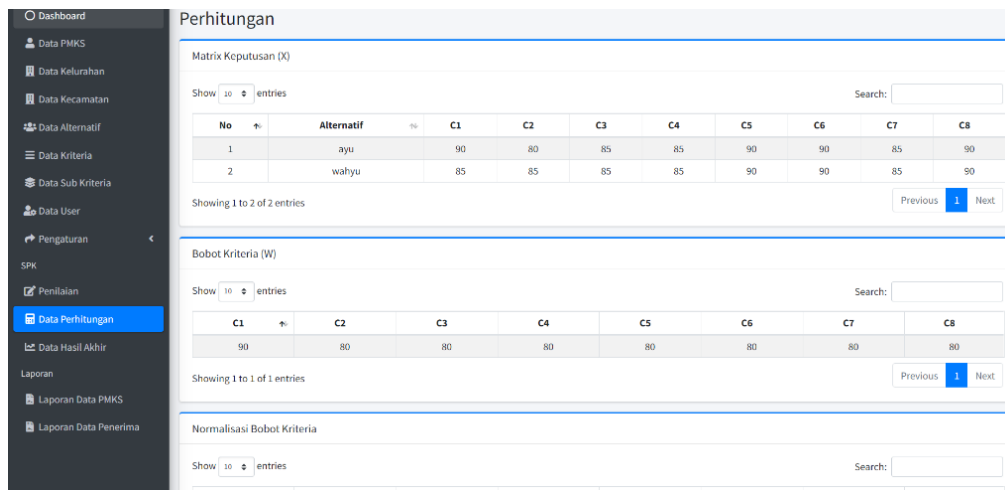 Dashboard
Data PMKS
Data Kelurahan
Data Kecamatan
Data Alternatif
Data Kriteria
Data Sub Kriteria
Data User
Pengaturan
SPK
Penilaian
Data Perhitungan
Data Hasil Akhir
Laporan
Laporan Data PMKS
Laporan Data Penerima
Perhitungan
Matrix Keputusan (X)
Show 10 entries Search:
No Alternatif C1 C2 C3 C4 C5 C6 C7 C8
1 ayu 90 80 85 85 90 90 85 90
2 wahyu 85 85 85 85 90 90 85 90
Showing 1 to 2 of 2 entries Previous 1 Next
Bobot Kriteria (W)
Show 10 entries Search:
C1 C2 C3 C4 C5 C6 C7 C8
90 80 80 80 80 80 80 80
Showing 1 to 1 of 1 entries Previous 1 Next
Normalisasi Bobot Kriteria
Show 10 entries Search: